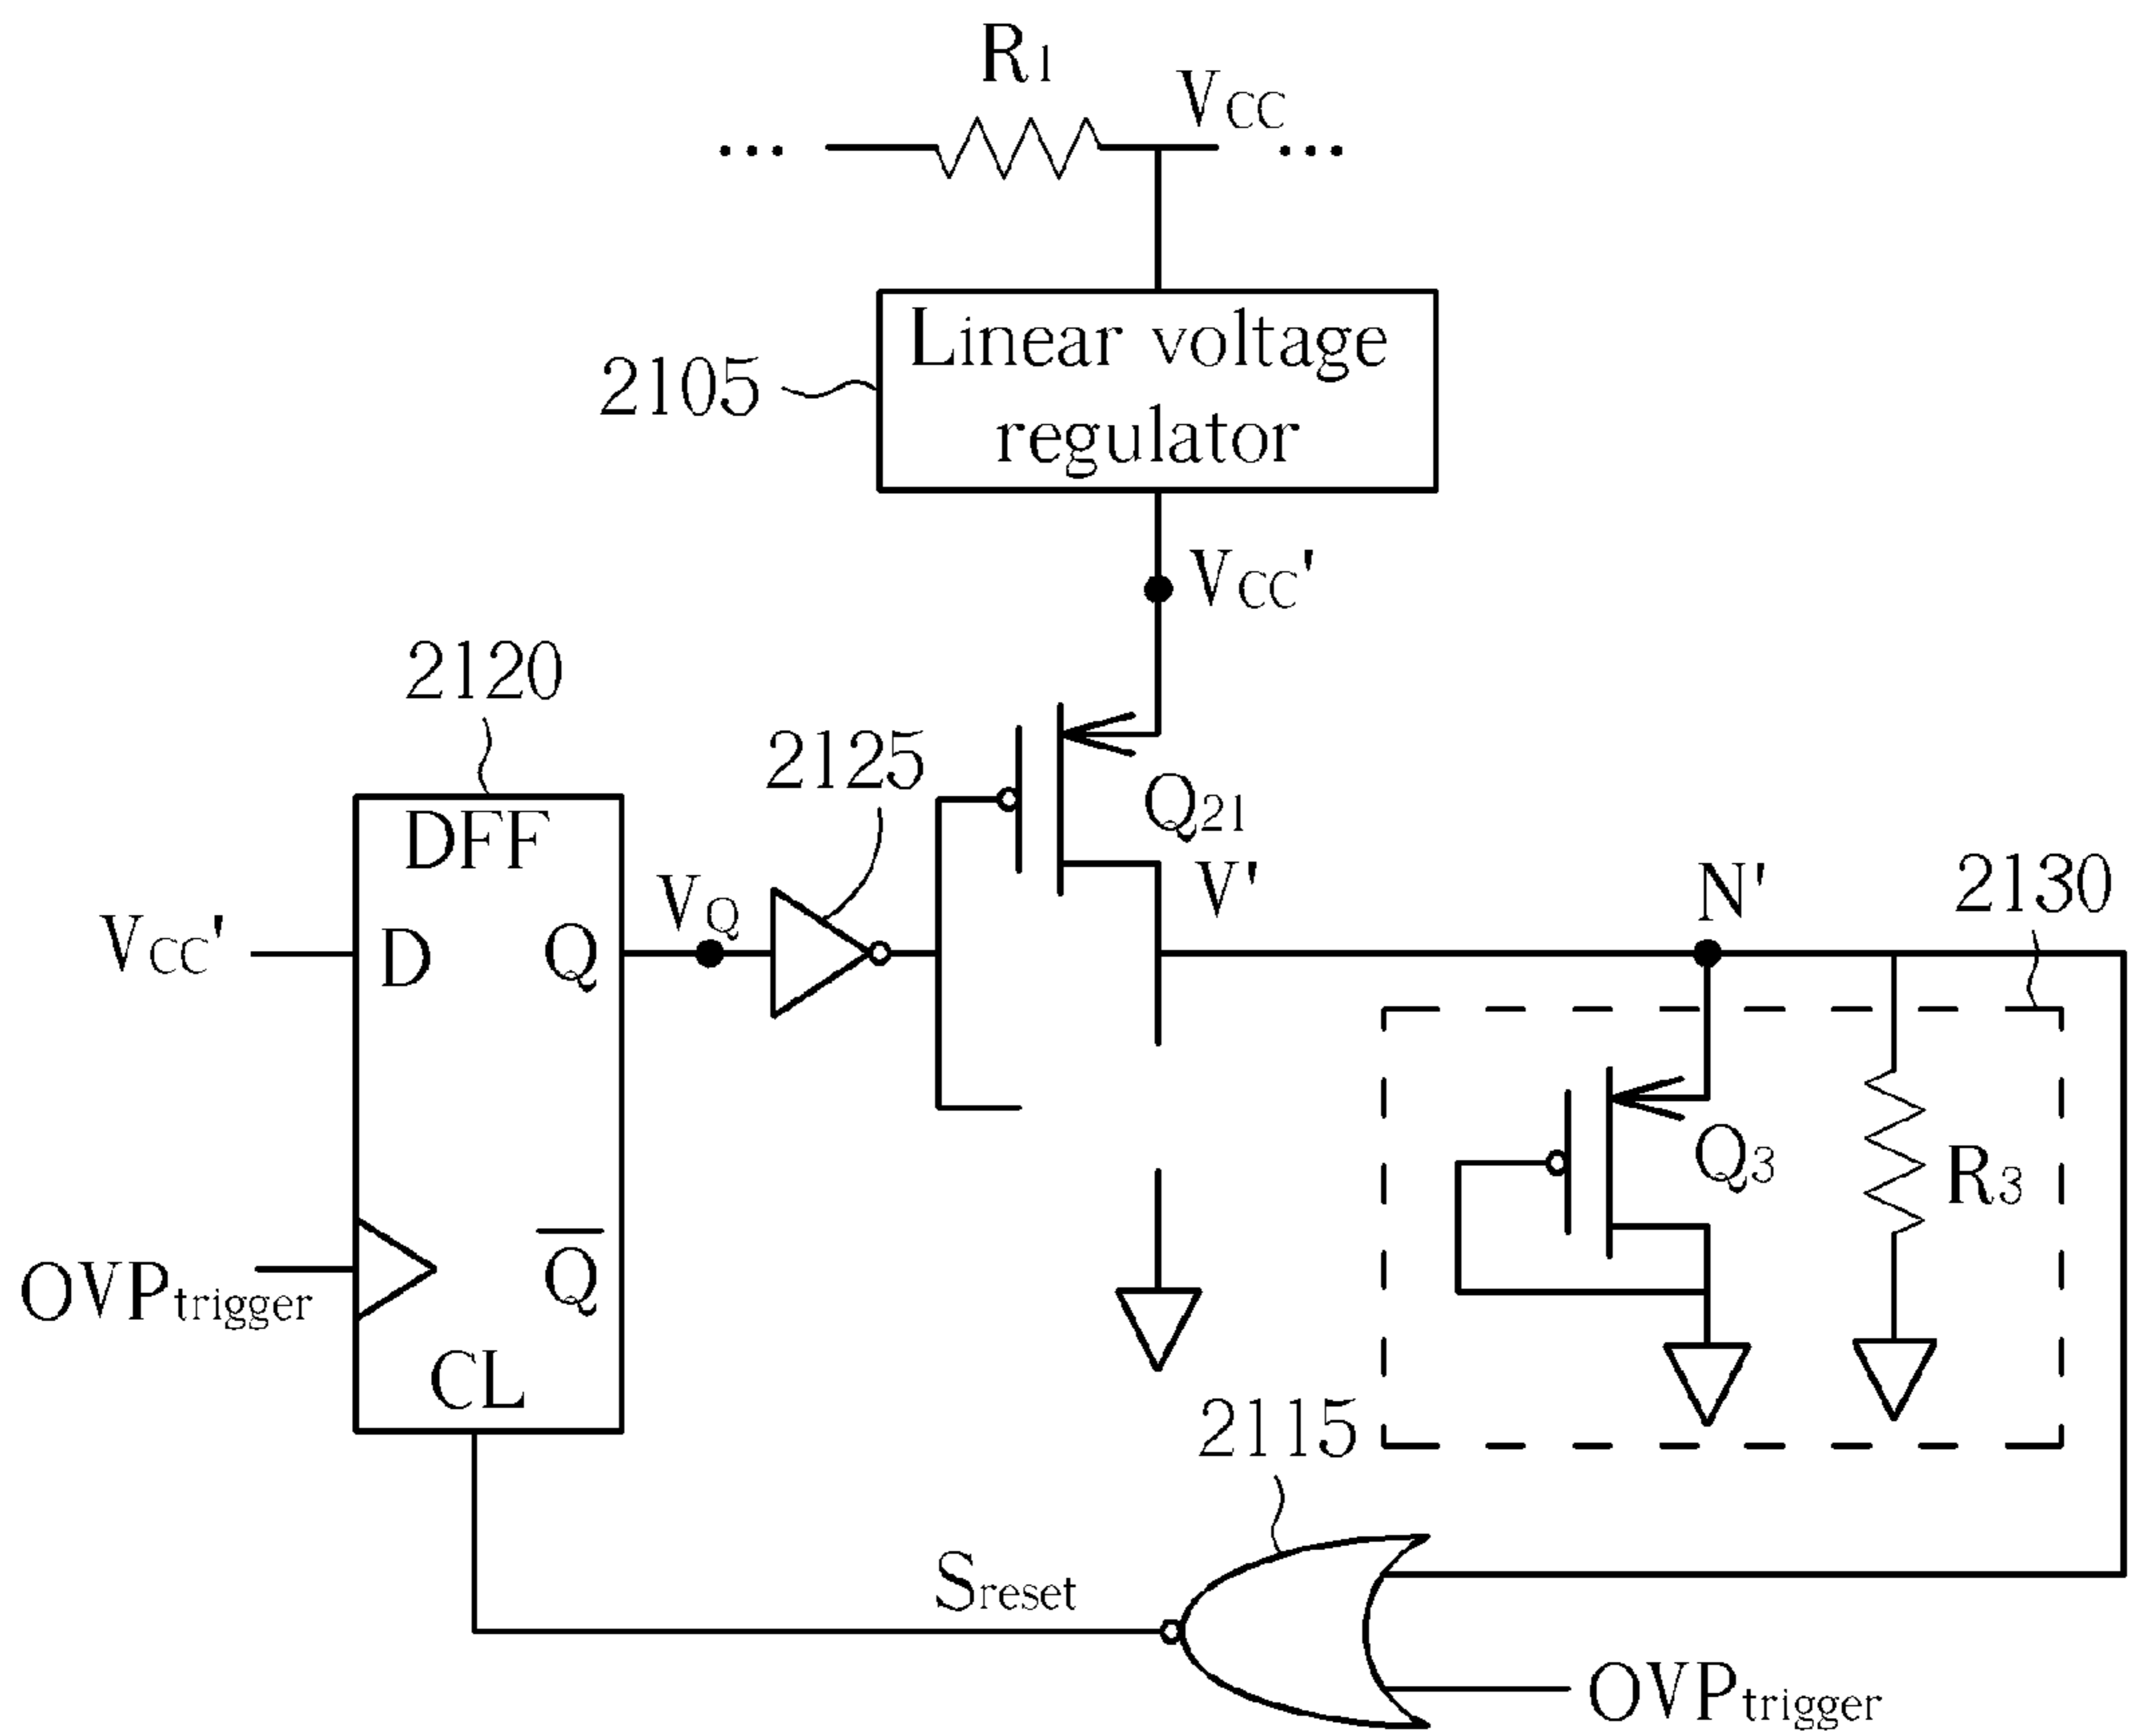 R1
VCC
... ...
Linear voltage
regulator
2105
VCC'
2120
2125
Q21
DFF
V'
N'
2130
VQ
VCC'
D
Q
Q3
R3
Q̅
OVPtrigger
CL
2115
Sreset
OVPtrigger